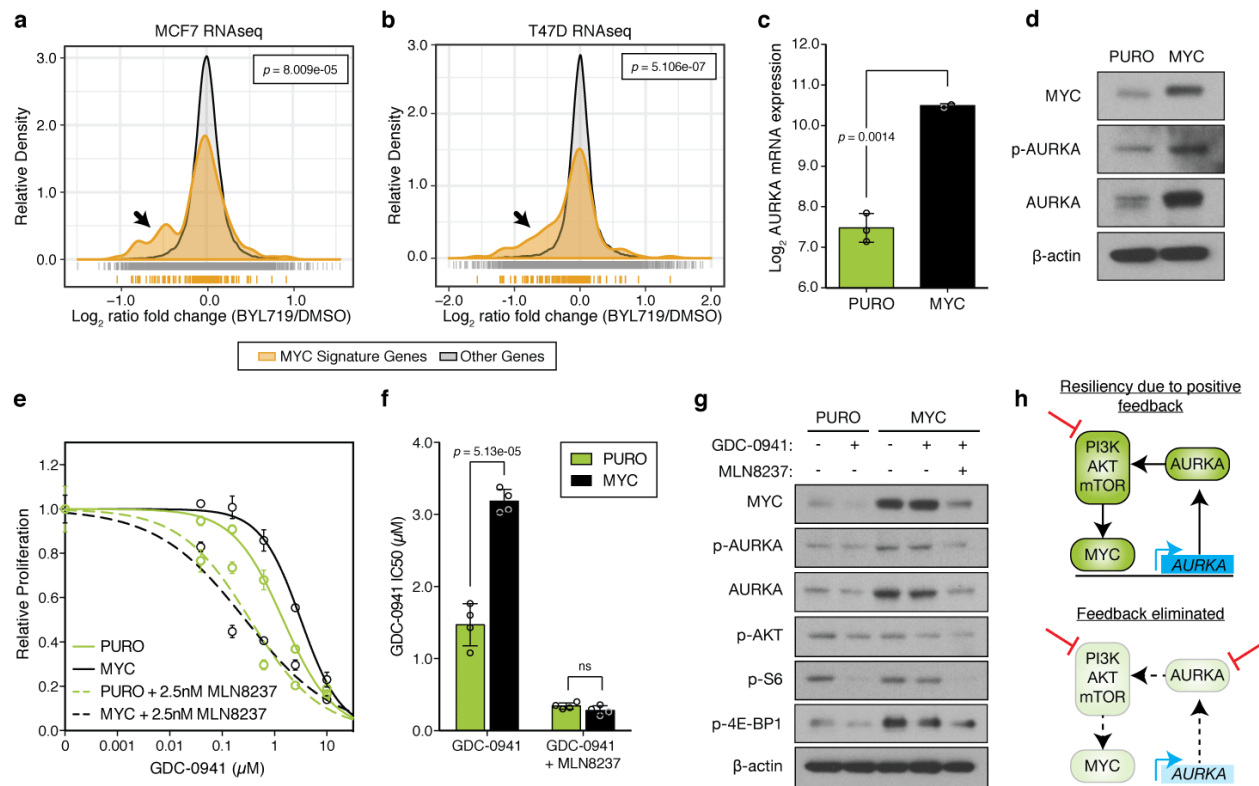 a
MCF7 RNAseq
Relative Density
3.0
2.0
1.0
0.0
p = 8.009e-05
−1.0
0.0
1.0
Log2 ratio fold change (BYL719/DMSO)
b
T47D RNAseq
Relative Density
3.0
2.0
1.0
0.0
p = 5.106e-07
−2.0
−1.0
0.0
1.0
2.0
Log2 ratio fold change (BYL719/DMSO)
MYC Signature Genes
Other Genes
c
Log2 AURKA mRNA expression
12.0
11.0
10.0
9.0
8.0
7.0
6.0
p = 0.0014
PURO
MYC
d
PURO MYC
MYC
p-AURKA
AURKA
β-actin
e
Relative Proliferation
1.2
1.0
0.8
0.6
0.4
0.2
0.0
PURO
MYC
PURO + 2.5nM MLN8237
MYC + 2.5nM MLN8237
0
0.001
0.01
0.1
1
10
GDC-0941 (µM)
f
GDC-0941 IC50 (µM)
4.0
3.0
2.0
1.0
0.0
p = 5.13e-05
PURO
MYC
ns
GDC-0941
GDC-0941
+ MLN8237
g
PURO
MYC
GDC-0941: - + - + +
MLN8237: - - - - +
MYC
p-AURKA
AURKA
p-AKT
p-S6
p-4E-BP1
β-actin
h
Resiliency due to positive
feedback
PI3K
AKT
mTOR
AURKA
MYC
AURKA
Feedback eliminated
PI3K
AKT
mTOR
AURKA
MYC
AURKA